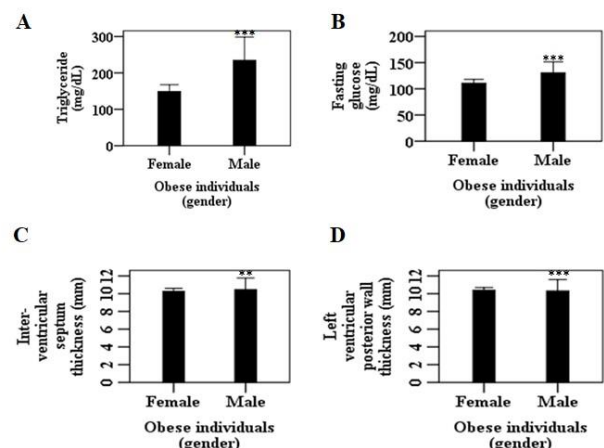 A
Triglyceride
(mg/dL)
300
200
100
0
***
Female Male
Obese individuals
(gender)
B
Fasting
glucose
(mg/dL)
200
150
100
50
0
***
Female Male
Obese individuals
(gender)
C
Inter-
ventricular
septum
thickness (mm)
12
10
8
6
4
2
0
**
Female Male
Obese individuals
(gender)
D
Left
ventricular
posterior wall
thickness (mm)
12
10
8
6
4
2
0
***
Female Male
Obese individuals
(gender)